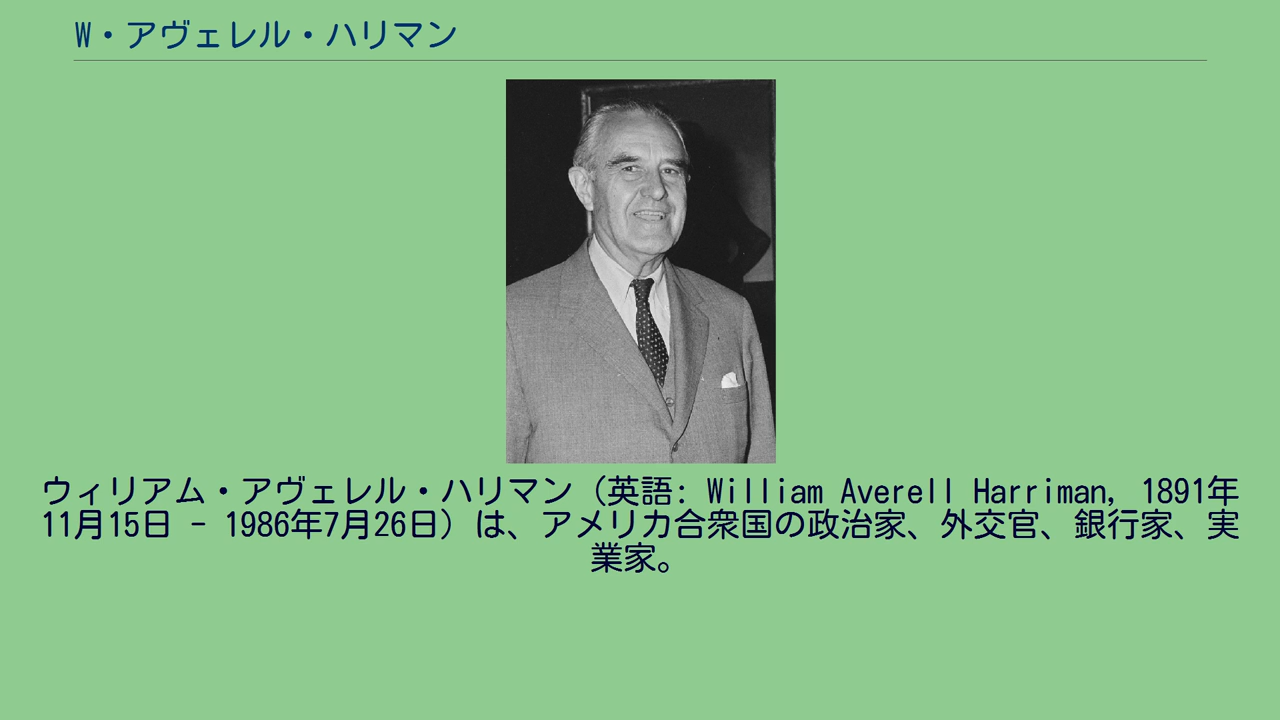 W・アヴェレル・ハリマン
ウィリアム・アヴェレル・ハリマン（英語: William Averell Harriman, 1891年
11月15日 - 1986年7月26日）は、アメリカ合衆国の政治家、外交官、銀行家、実
業家。